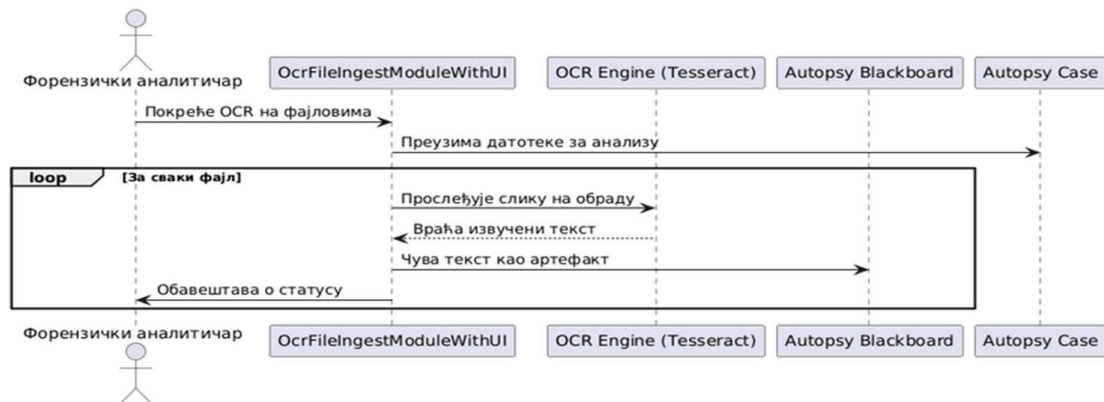 Форензички аналитичар
OcrFileIngestModuleWithUI
OCR Engine (Tesseract)
Autopsy Blackboard
Autopsy Case
Покреће OCR на фајловима
Преузима датотеке за анализу
loop
[За сваки фајл]
Прослеђује слику на обраду
Враћа извучени текст
Чува текст као артефакт
Обавештава о статусу
Форензички аналитичар
OcrFileIngestModuleWithUI
OCR Engine (Tesseract)
Autopsy Blackboard
Autopsy Case